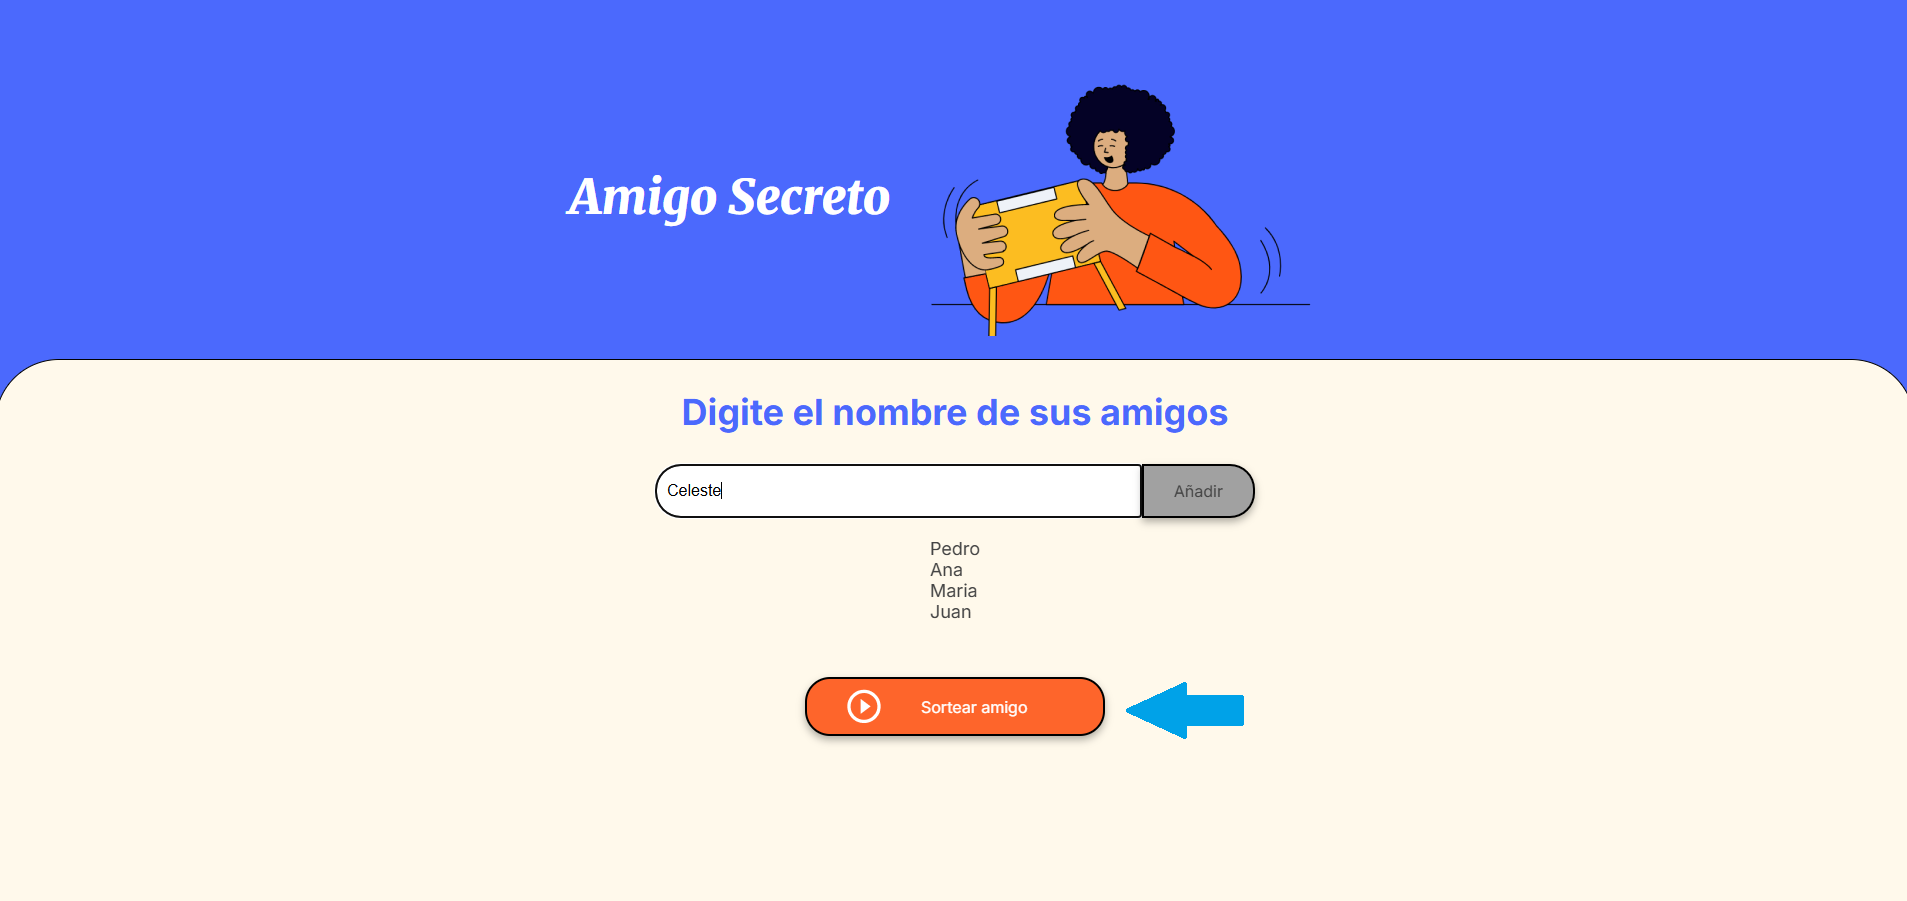 Amigo Secreto
Digite el nombre de sus amigos
Celeste
Añadir
Pedro
Ana
Maria
Juan
Sortear amigo